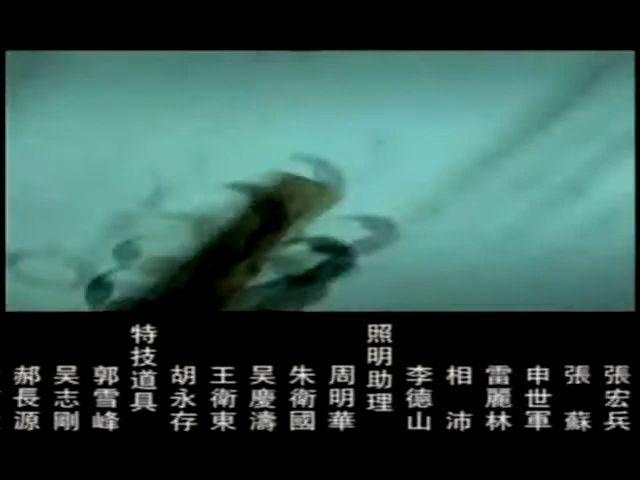 張宏兵
張蘇
申世軍
雷麗林
相沛
李德山
照明助理
周明華
朱衛國
吴慶濤
王衛東
胡永存
特技道具
郭雪峰
吴志剛
郝長源